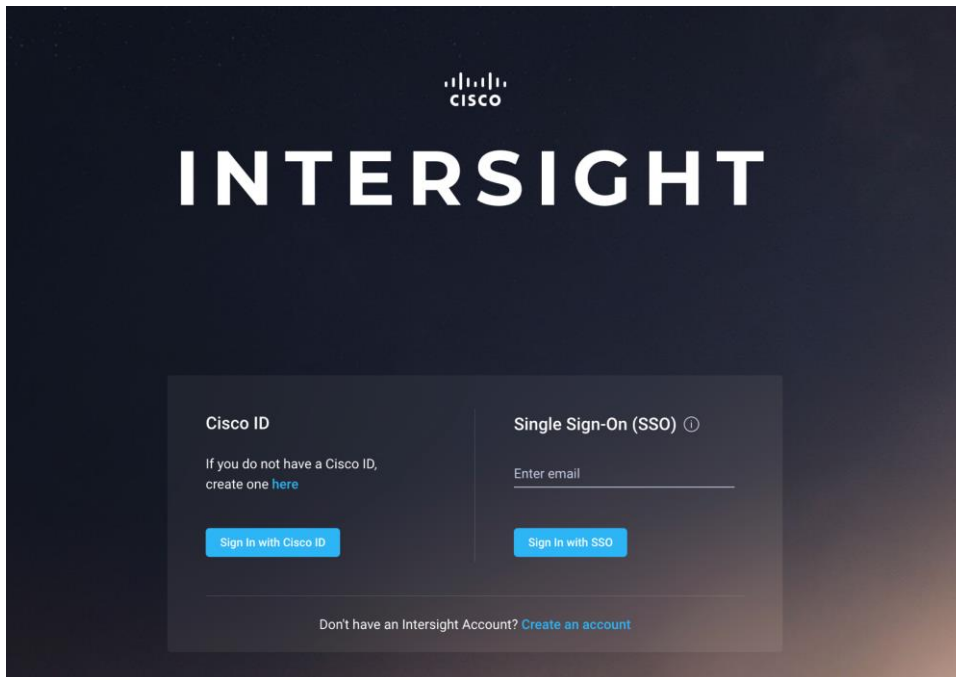 CISCO
INTERSIGHT
Cisco ID
If you do not have a Cisco ID,
create one here
Sign In with Cisco ID
Single Sign-On (SSO)
Enter email
Sign In with SSO
Don't have an Intersight Account? Create an account